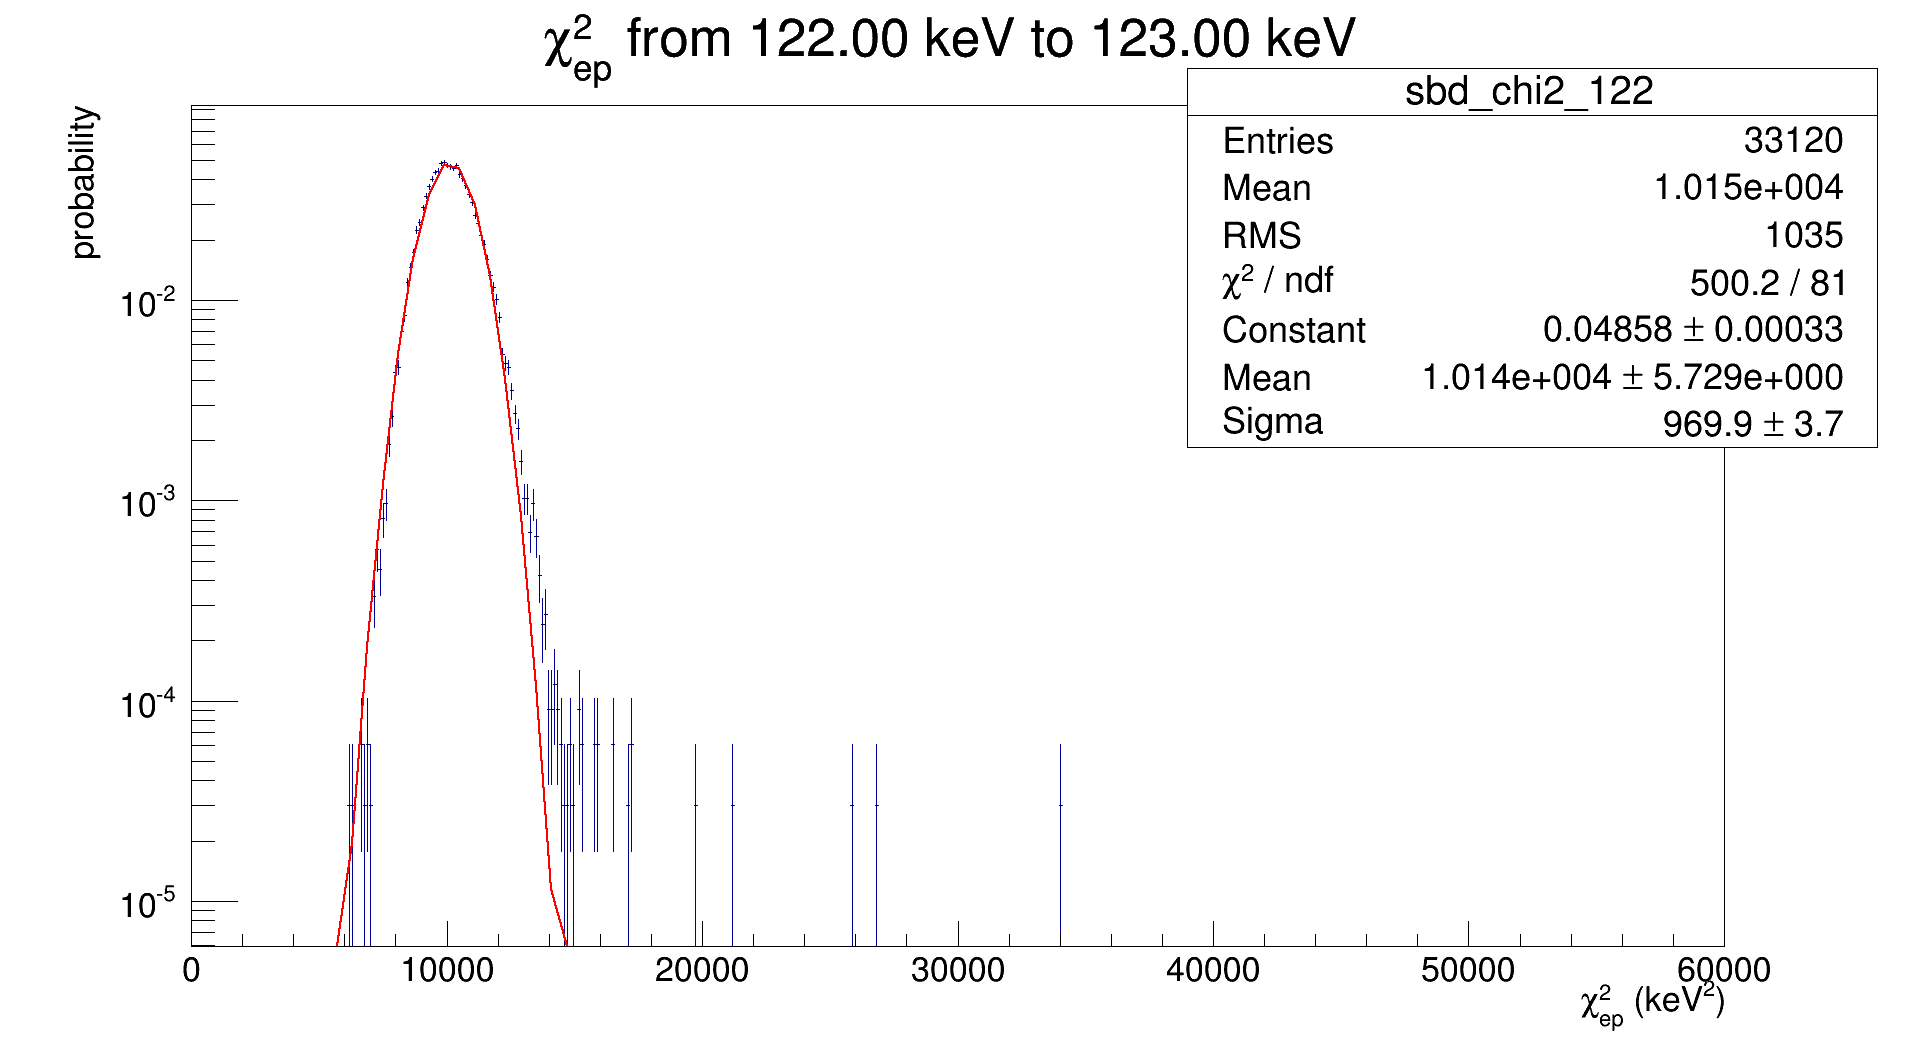 χ²ep from 122.00 keV to 123.00 keV
sbd_chi2_122
Entries 33120
Mean 1.015e+004
RMS 1035
χ² / ndf 500.2 / 81
Constant 0.04858 ± 0.00033
Mean 1.014e+004 ± 5.729e+000
Sigma 969.9 ± 3.7
probability
10⁻²
10⁻³
10⁻⁴
10⁻⁵
0 10000 20000 30000 40000 50000 60000
χ²ep (keV²)